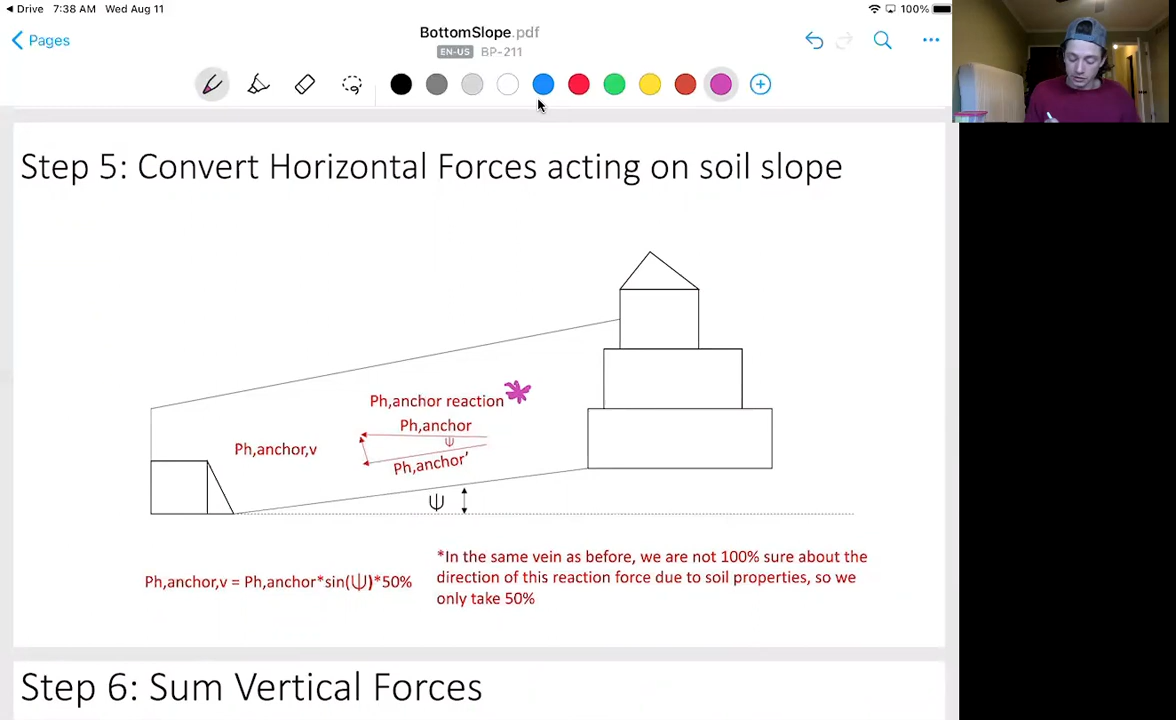 Drive 7:38 AM Wed Aug 11
100%
Pages
BottomSlope.pdf
EN-US BP-211
Step 5: Convert Horizontal Forces acting on soil slope
Ph,anchor reaction
Ph,anchor
Ψ
Ph,anchor,v
Ph,anchor'
Ψ
Ph,anchor,v = Ph,anchor*sin(Ψ)*50%
*In the same vein as before, we are not 100% sure about the
direction of this reaction force due to soil properties, so we
only take 50%
Step 6: Sum Vertical Forces